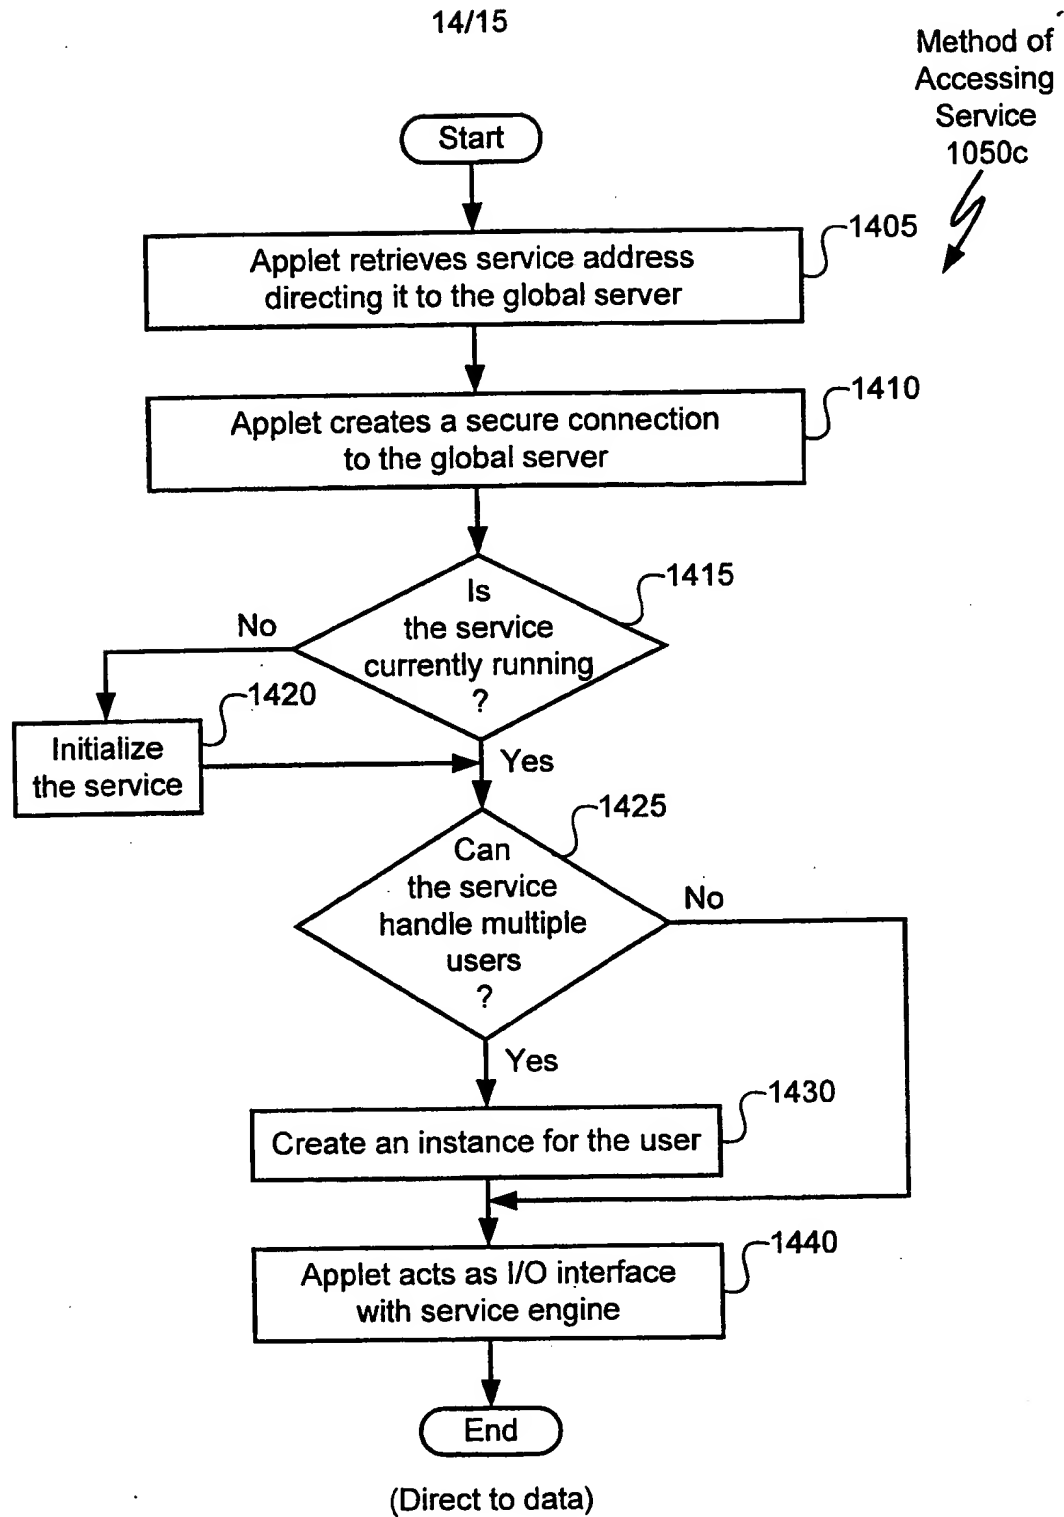 14/15
Method of
Accessing
Service
1050c
Start
1405
Applet retrieves service address
directing it to the global server
1410
Applet creates a secure connection
to the global server
1415
Is
the service
currently running
?
No
1420
Initialize
the service
Yes
1425
Can
the service
handle multiple
users
?
No
Yes
1430
Create an instance for the user
1440
Applet acts as I/O interface
with service engine
End
(Direct to data)